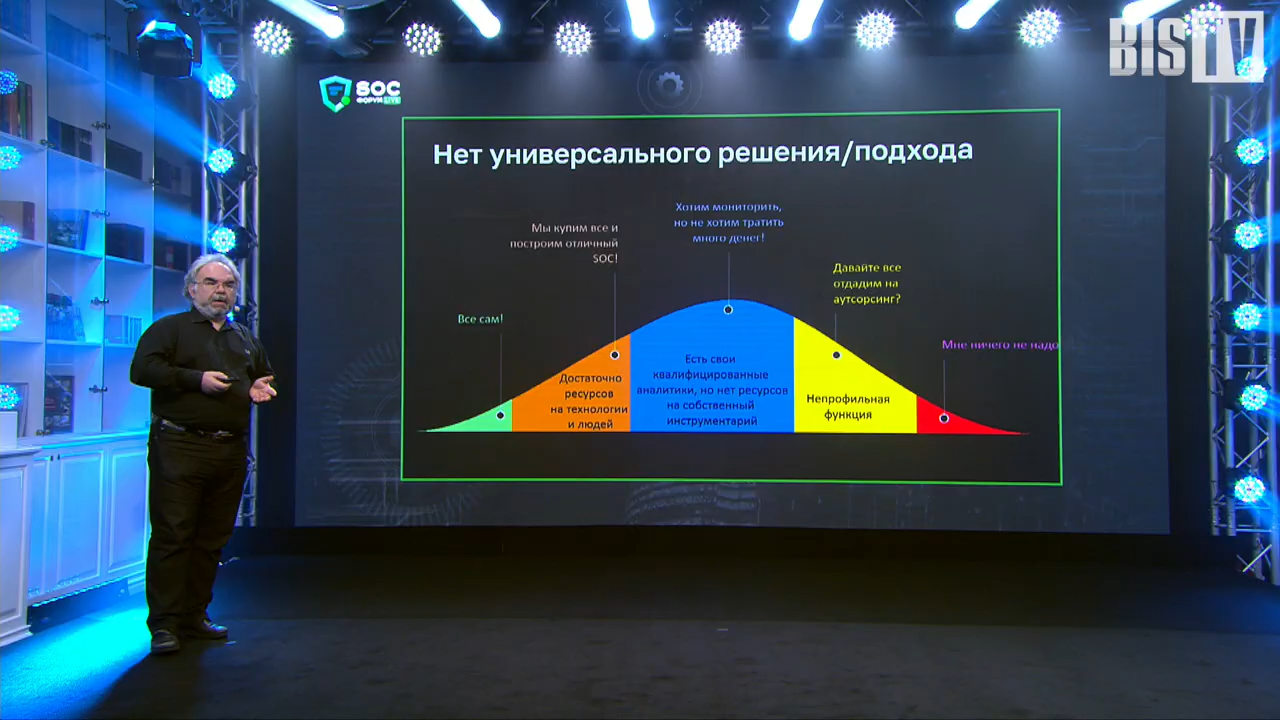 BIS TV
SOC
ФОРУМ LIVE
Нет универсального решения/подхода
Хотим мониторить,
но не хотим тратить
много денег!
Мы купим все и
построим отличный
SOC!
Давайте все
отдадим на
аутсорсинг?
Все сам!
Мне ничего не надо
Достаточно
ресурсов
на технологии
и людей
Есть свои
квалифицированные
аналитики, но нет ресурсов
на собственный
инструментарий
Непрофильная
функция